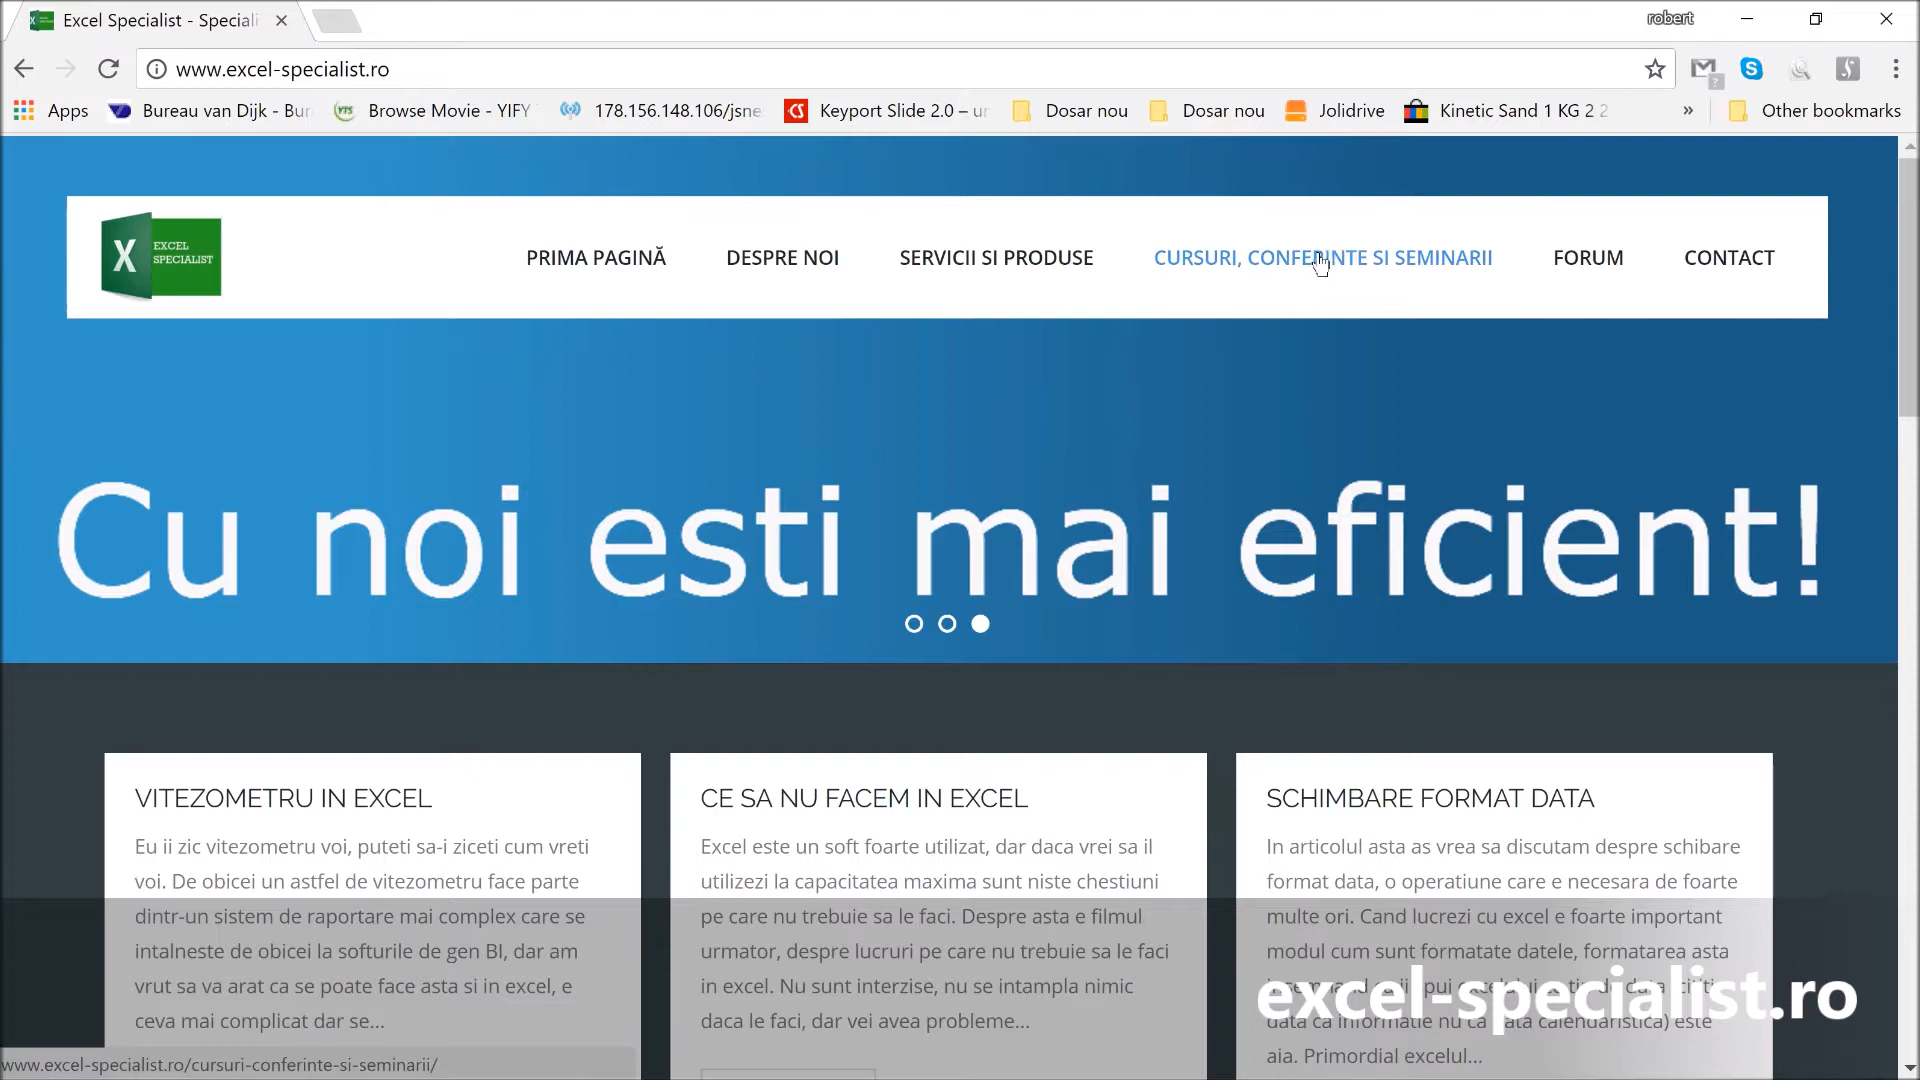 Excel Specialist - Speciali
robert
www.excel-specialist.ro
Apps
Bureau van Dijk - Bur
Browse Movie - YIFY
178.156.148.106/jsne
Keyport Slide 2.0 – ur
Dosar nou
Dosar nou
Jolidrive
Kinetic Sand 1 KG 2 2
»
Other bookmarks
X EXCEL
SPECIALIST
PRIMA PAGINĂ
DESPRE NOI
SERVICII SI PRODUSE
CURSURI, CONFERINTE SI SEMINARII
FORUM
CONTACT
Cu noi esti mai eficient!
VITEZOMETRU IN EXCEL
Eu ii zic vitezometru voi, puteti sa-i ziceti cum vreti
voi. De obicei un astfel de vitezometru face parte
dintr-un sistem de raportare mai complex care se
intalneste de obicei la softurile de gen BI, dar am
vrut sa va arat ca se poate face asta si in excel, e
ceva mai complicat dar se...
CE SA NU FACEM IN EXCEL
Excel este un soft foarte utilizat, dar daca vrei sa il
utilizezi la capacitatea maxima sunt niste chestiuni
pe care nu trebuie sa le faci. Despre asta e filmul
urmator, despre lucruri pe care nu trebuie sa le faci
in excel. Nu sunt interzise, nu se intampla nimic
daca le faci, dar vei avea probleme...
SCHIMBARE FORMAT DATA
In articolul asta as vrea sa discutam despre schibare
format data, o operatiune care e necesara de foarte
multe ori. Cand lucrezi cu excel e foarte important
modul cum sunt formatate datele, formatarea asta
data ca informatie nu ca data calendaristica) este
aia. Primordial excelul...
excel-specialist.ro
www.excel-specialist.ro/cursuri-conferinte-si-seminarii/